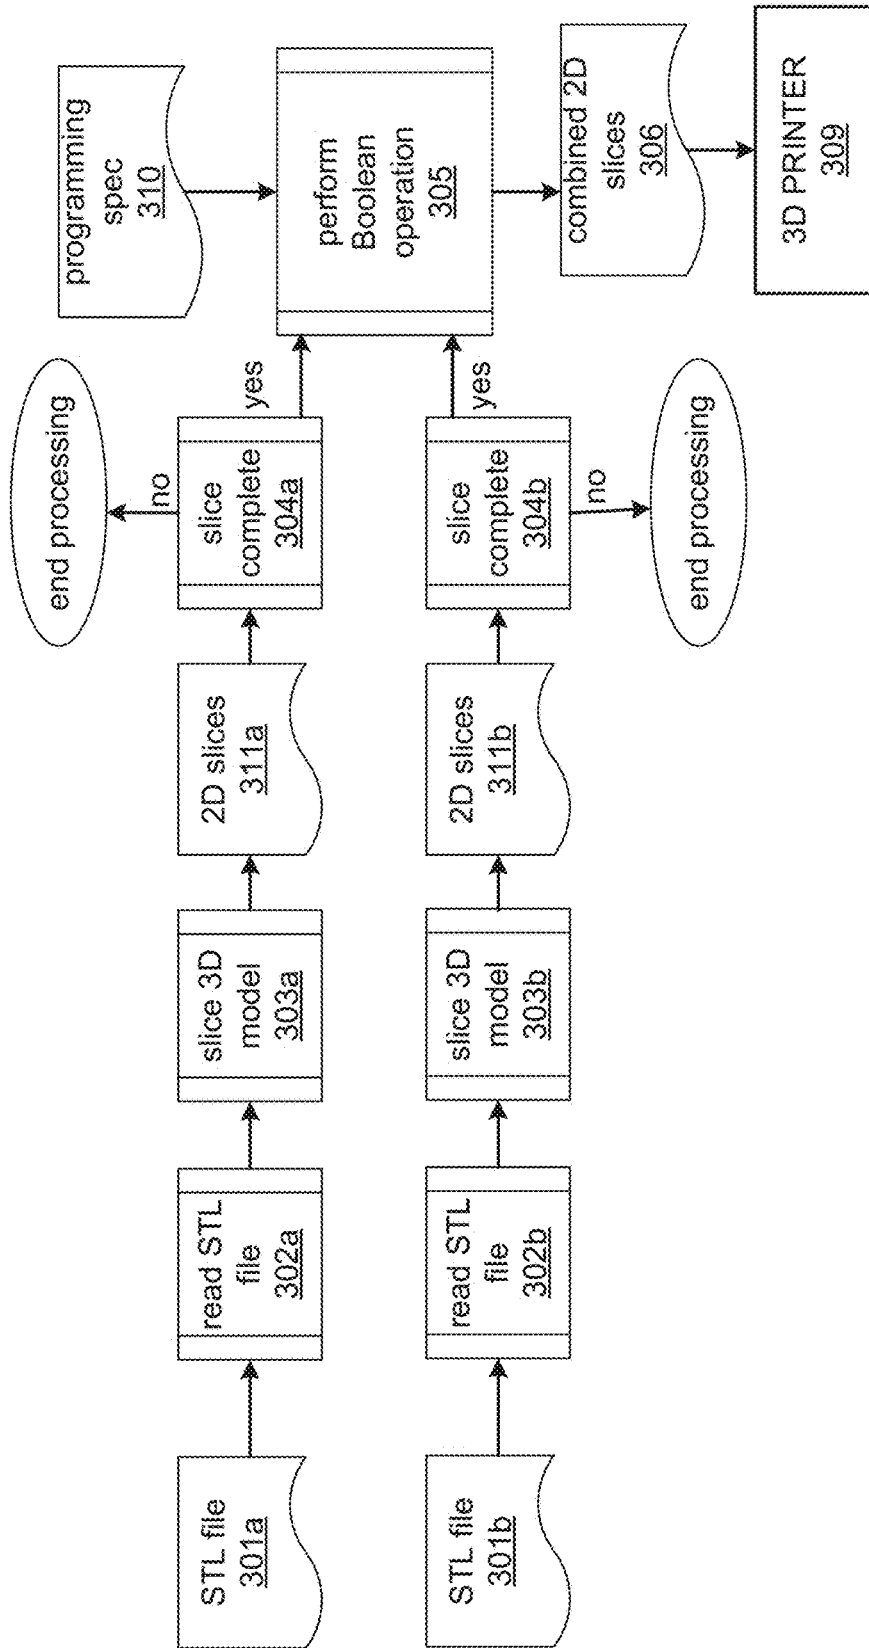 STL file
301a
read STL
file
302a
slice 3D
model
303a
2D slices
311a
slice
complete
304a
no
end processing
yes
STL file
301b
read STL
file
302b
slice 3D
model
303b
2D slices
311b
slice
complete
304b
no
end processing
yes
programming
spec
310
perform
Boolean
operation
305
combined 2D
slices
306
3D PRINTER
309